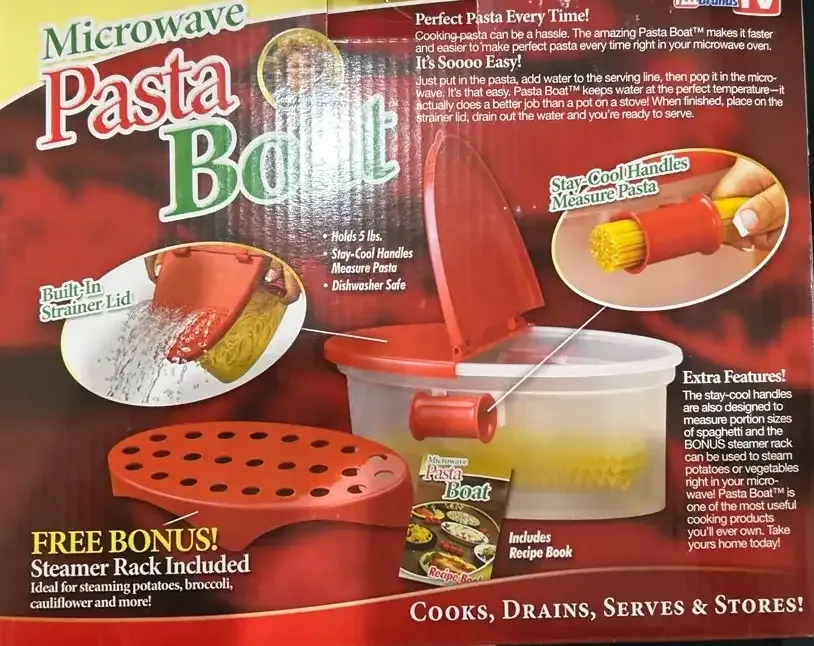 Microwave
Pasta
Boat™
Perfect Pasta Every Time!
Cooking pasta can be a hassle. The amazing Pasta Boat™ makes it faster
and easier to make perfect pasta every time right in your microwave oven.
It's Soooo Easy!
Just put in the pasta, add water to the serving line, then pop it in the micro-
wave. It's that easy. Pasta Boat™ keeps water at the perfect temperature—it
actually does a better job than a pot on a stove! When finished, place on the
strainer lid, drain out the water and you're ready to serve.
Stay-Cool Handles
Measure Pasta
• Holds 5 lbs.
• Stay-Cool Handles
Measure Pasta
• Dishwasher Safe
Built-In
Strainer Lid
Extra Features!
The stay-cool handles
are also designed to
measure portion sizes
of spaghetti and the
BONUS steamer rack
can be used to steam
potatoes or vegetables
right in your micro-
wave! Pasta Boat™ is
one of the most useful
cooking products
you'll ever own. Take
yours home today!
Microwave
Pasta
Boat
Recipe
Includes
Recipe Book
FREE BONUS!
Steamer Rack Included
Ideal for steaming potatoes, broccoli,
cauliflower and more!
COOKS, DRAINS, SERVES & STORES!